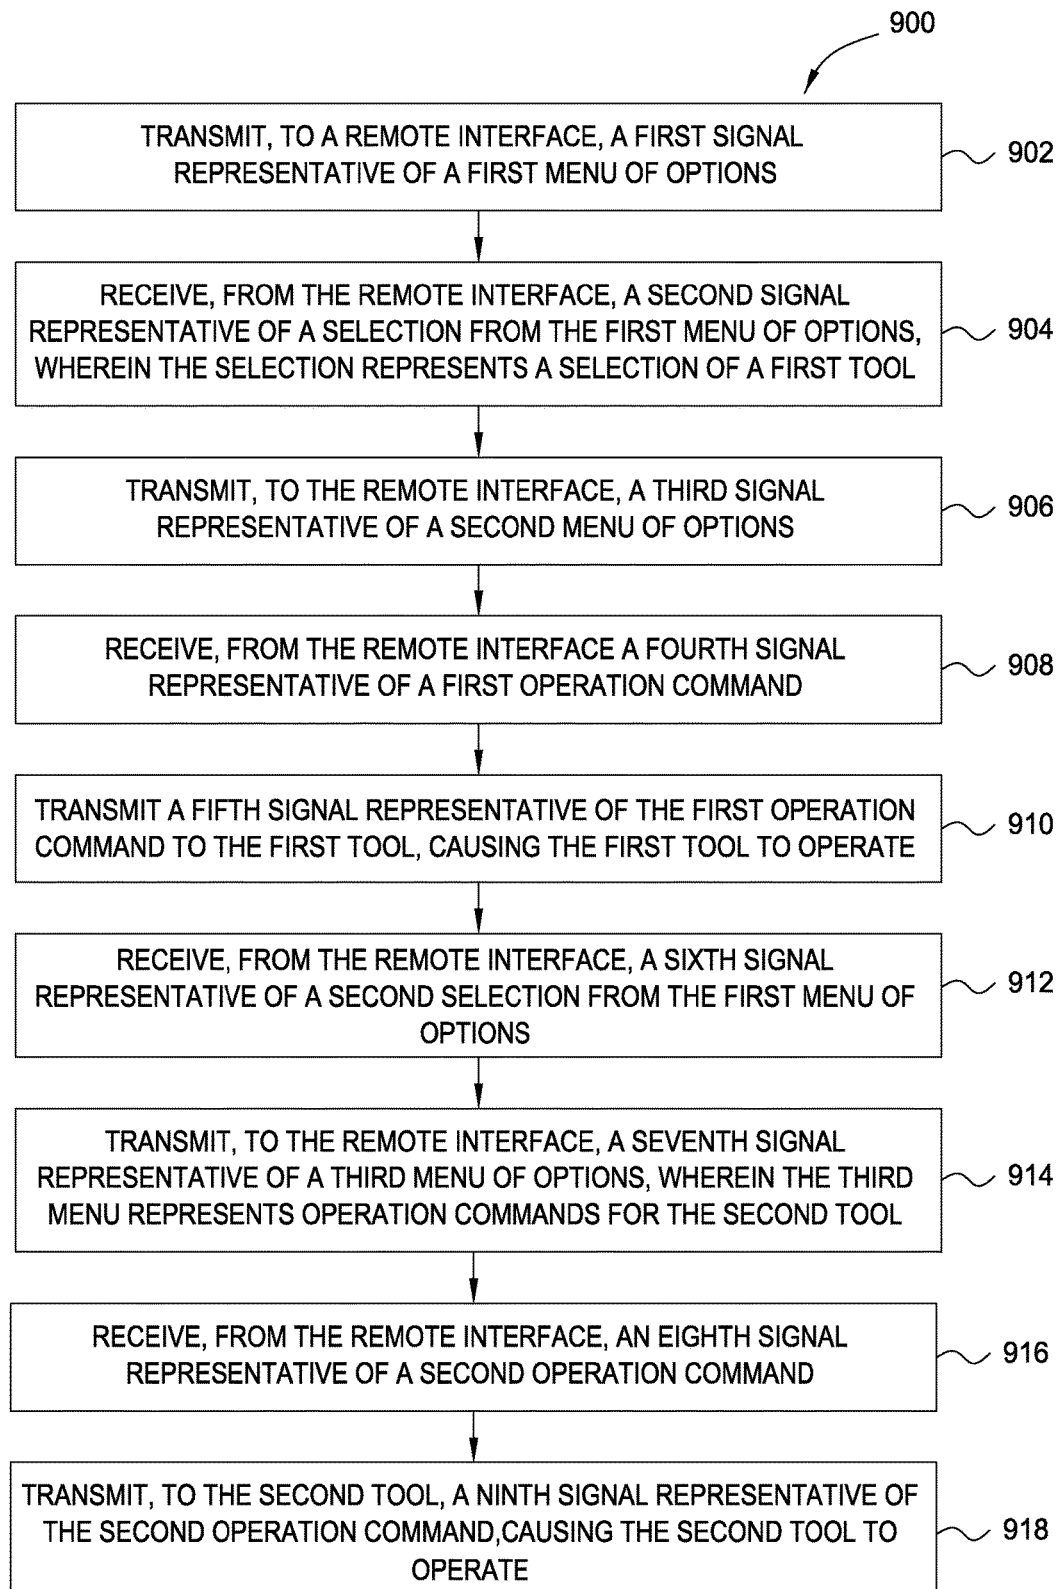 900
TRANSMIT, TO A REMOTE INTERFACE, A FIRST SIGNAL
REPRESENTATIVE OF A FIRST MENU OF OPTIONS
902
RECEIVE, FROM THE REMOTE INTERFACE, A SECOND SIGNAL
REPRESENTATIVE OF A SELECTION FROM THE FIRST MENU OF OPTIONS,
WHEREIN THE SELECTION REPRESENTS A SELECTION OF A FIRST TOOL
904
TRANSMIT, TO THE REMOTE INTERFACE, A THIRD SIGNAL
REPRESENTATIVE OF A SECOND MENU OF OPTIONS
906
RECEIVE, FROM THE REMOTE INTERFACE A FOURTH SIGNAL
REPRESENTATIVE OF A FIRST OPERATION COMMAND
908
TRANSMIT A FIFTH SIGNAL REPRESENTATIVE OF THE FIRST OPERATION
COMMAND TO THE FIRST TOOL, CAUSING THE FIRST TOOL TO OPERATE
910
RECEIVE, FROM THE REMOTE INTERFACE, A SIXTH SIGNAL
REPRESENTATIVE OF A SECOND SELECTION FROM THE FIRST MENU OF
OPTIONS
912
TRANSMIT, TO THE REMOTE INTERFACE, A SEVENTH SIGNAL
REPRESENTATIVE OF A THIRD MENU OF OPTIONS, WHEREIN THE THIRD
MENU REPRESENTS OPERATION COMMANDS FOR THE SECOND TOOL
914
RECEIVE, FROM THE REMOTE INTERFACE, AN EIGHTH SIGNAL
REPRESENTATIVE OF A SECOND OPERATION COMMAND
916
TRANSMIT, TO THE SECOND TOOL, A NINTH SIGNAL REPRESENTATIVE OF
THE SECOND OPERATION COMMAND,CAUSING THE SECOND TOOL TO
OPERATE
918